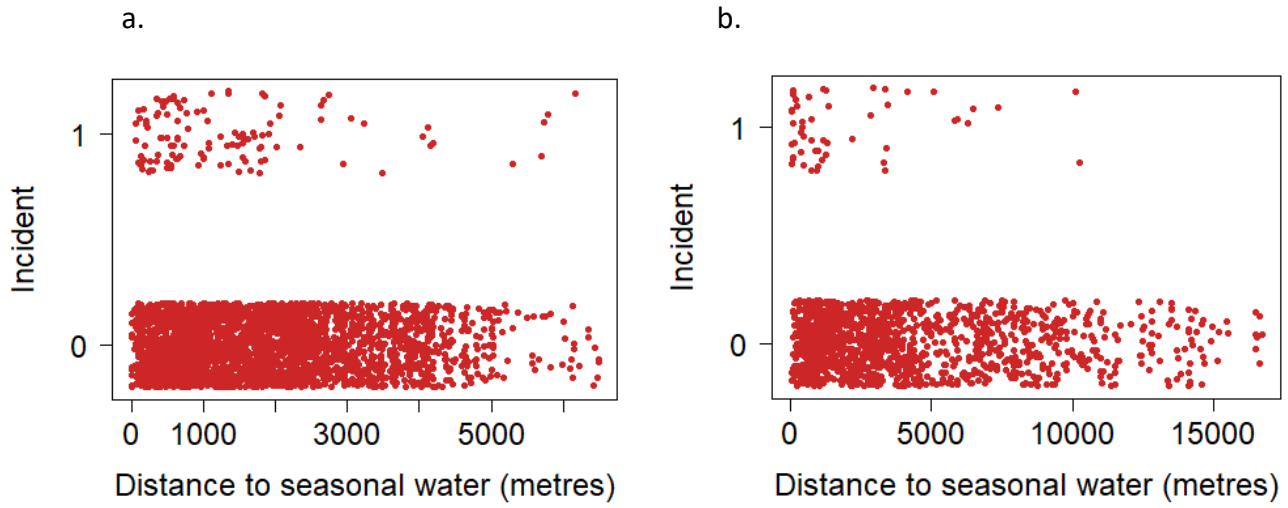 a.
1
0
Incident
0 1000 3000 5000
Distance to seasonal water (metres)
b.
1
0
Incident
0 5000 10000 15000
Distance to seasonal water (metres)